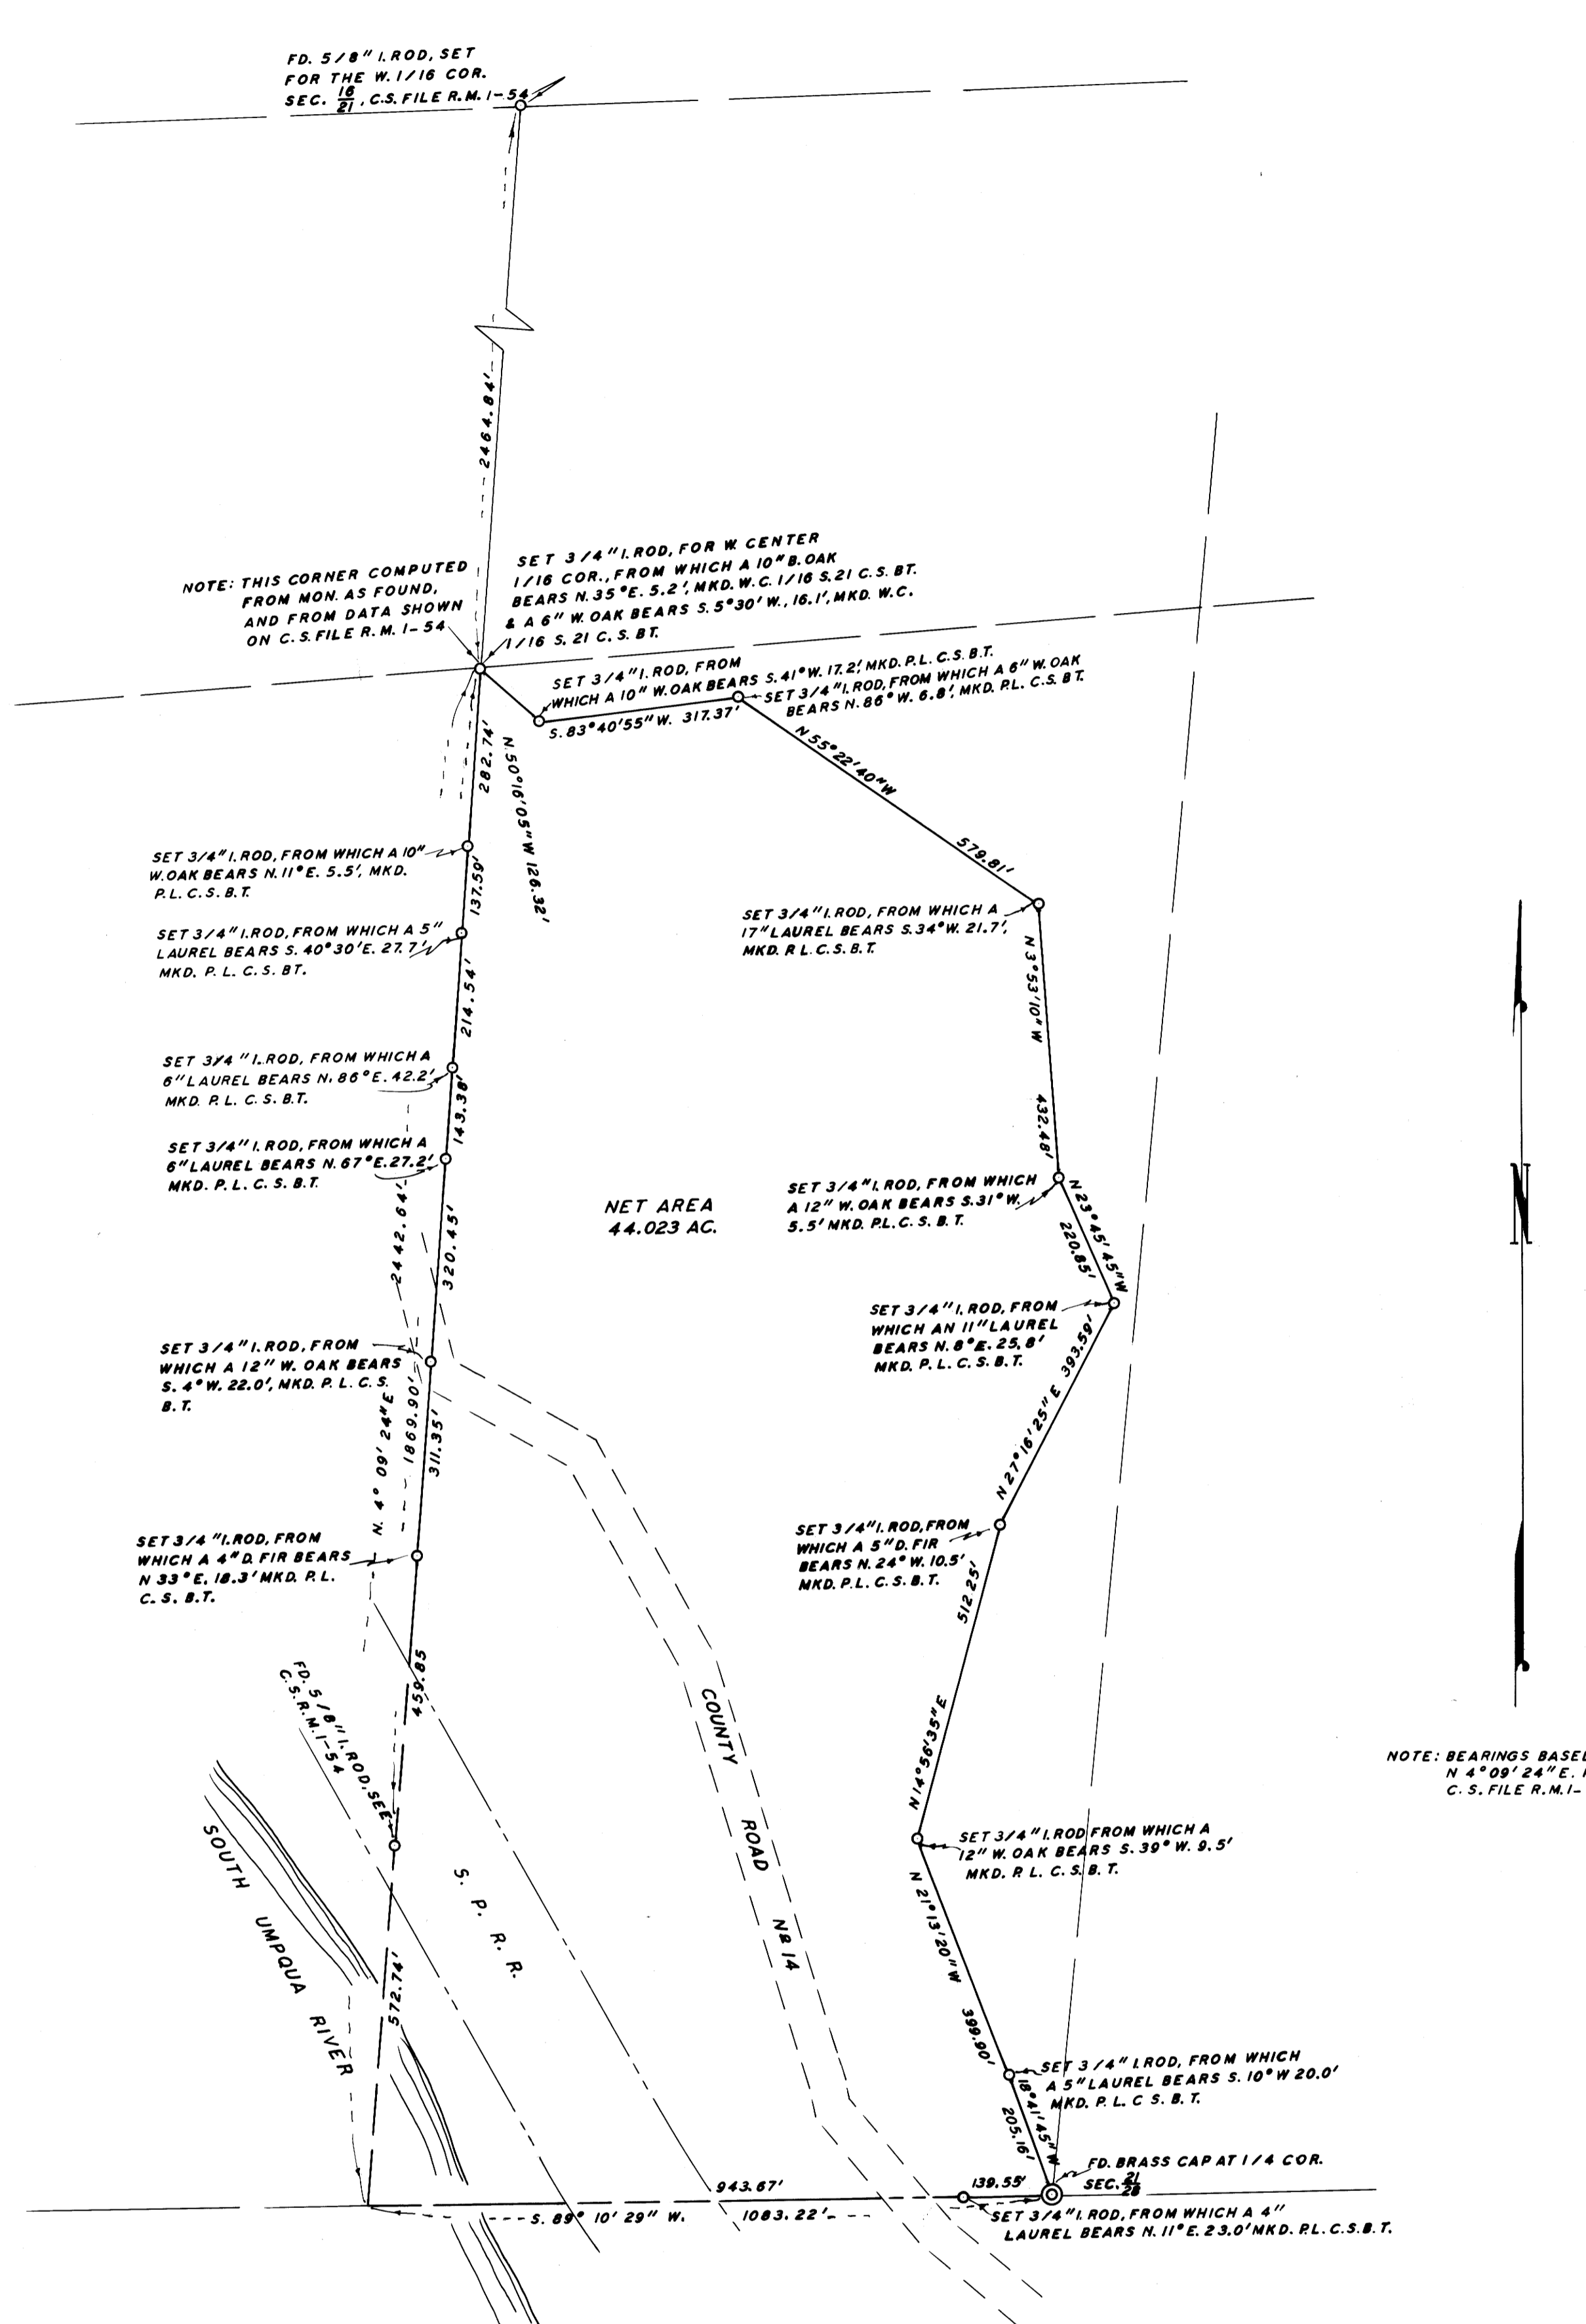 FD. 5/8" I. ROD, SET
FOR THE W. 1/16 COR.
SEC. 16/21, C.S. FILE R.M. 1-54
2464.84'
NOTE: THIS CORNER COMPUTED
FROM MON. AS FOUND,
AND FROM DATA SHOWN
ON C.S. FILE R.M. 1-54
SET 3/4" I. ROD, FOR W. CENTER
1/16 COR., FROM WHICH A 10" B. OAK
BEARS N. 35° E. 5.2', MKD. W.C. 1/16 S. 21 C.S. BT.
& A 6" W. OAK BEARS S. 5°30' W., 16.1', MKD. W.C.
1/16 S. 21 C.S. BT.
SET 3/4" I. ROD, FROM
WHICH A 10" W. OAK BEARS S. 41° W. 17.2', MKD. P.L. C.S. B.T.
SET 3/4" I. ROD, FROM WHICH A 6" W. OAK
BEARS N. 86° W. 6.8', MKD. P.L. C.S. BT.
S. 83°40'55" W. 317.37'
N 55°22'40" W
579.81'
282.74'
N. 50°16'05" W 126.32'
SET 3/4" I. ROD, FROM WHICH A 10"
W. OAK BEARS N. 11° E. 5.5', MKD.
P.L. C.S. B.T.
137.59'
SET 3/4" I. ROD, FROM WHICH A 5"
LAUREL BEARS S. 40°30' E. 27.7',
MKD. P. L. C. S. BT.
SET 3/4" I. ROD, FROM WHICH A
17" LAUREL BEARS S. 34° W. 21.7',
MKD. P. L. C. S. B. T.
N 3°53'10" W
214.54'
SET 3/4" I. ROD, FROM WHICH A
6" LAUREL BEARS N. 86° E. 42.2',
MKD. P. L. C. S. B.T.
143.38'
432.48'
SET 3/4" I. ROD, FROM WHICH A
6" LAUREL BEARS N. 67° E. 27.2'
MKD. P. L. C. S. B.T.
NET AREA
44.023 AC.
SET 3/4" I. ROD, FROM WHICH
A 12" W. OAK BEARS S. 31° W.
5.5' MKD. P.L. C. S. B. T.
N 23°45'45" W
220.85'
N
2442.64'
320.45'
SET 3/4" I. ROD, FROM
WHICH AN 11" LAUREL
BEARS N. 8° E. 25.8'
MKD. P. L. C. S. B. T.
SET 3/4" I. ROD, FROM
WHICH A 12" W. OAK BEARS
S. 4° W. 22.0', MKD. P. L. C. S.
B. T.
N. 4° 09' 24" E
1869.90'
311.35'
N 27°16'25" E 393.59'
SET 3/4" I. ROD, FROM
WHICH A 4" D. FIR BEARS
N 33° E. 18.3' MKD. P.L.
C. S. B.T.
SET 3/4" I. ROD, FROM
WHICH A 5" D. FIR
BEARS N. 24° W. 10.5'
MKD. P.L. C. S. B. T.
512.25'
N 14°56'35" E
459.85
FD. 5/8" I. ROD, SEE
C.S.R.M. 1-54
NOTE: BEARINGS BASE
N 4°09'24" E.
C. S. FILE R.M. 1-
SOUTH UMPQUA RIVER
S. P. R. R.
COUNTY ROAD NO 14
SET 3/4" I. ROD FROM WHICH A
12" W. OAK BEARS S. 39° W. 9.5'
MKD. P. L. C. S. B. T.
N 21°13'20" W
399.90'
572.74'
SET 3/4" I. ROD, FROM WHICH
A 5" LAUREL BEARS S. 10° W 20.0'
MKD. P. L. C S. B. T.
18°41'45" W
205.16'
FD. BRASS CAP AT 1/4 COR.
SEC. 21/28
943.67'
139.55'
S. 89° 10' 29" W. 1083.22'
SET 3/4" I. ROD, FROM WHICH A 4"
LAUREL BEARS N. 11° E. 23.0' MKD. P.L. C.S.B.T.